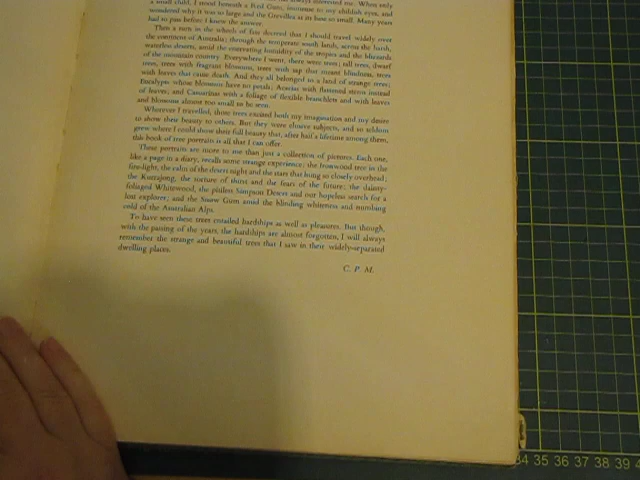 a small child, I stood beneath a Red Gum, immense to my childish eyes, and
wondered why it was so large and the Grevillea at its base so small. Many years
had to pass before I knew the answer.
Then a turn in the wheel of fate decreed that I should travel widely over
the continent of Australia; through the temperate south lands, across the harsh,
waterless deserts, amid the enervating humidity of the tropics and the blizzards
of the mountain country. Everywhere I went, there were trees; tall trees, dwarf
trees, trees with fragrant blossoms, trees with sap that meant blindness, trees
with leaves that cause death. And they all belonged to a land of strange trees;
Eucalypts whose blossoms have no petals; Acacias with flattened stems instead
of leaves; and Casuarinas with a foliage of flexible branchlets and with leaves
and blossoms almost too small to be seen.
Wherever I travelled, those trees excited both my imagination and my desire
to show their beauty to others. But they were elusive subjects, and so seldom
grew where I could show their full beauty that, after half a lifetime among them,
this book of tree portraits is all that I can offer.
These portraits are more to me than just a collection of pictures. Each one,
like a page in a diary, recalls some strange experience; the Ironwood tree in the
firelight, the calm of the desert night and the stars that hung so closely overhead;
the Kurrajong, the torture of thirst and the fears of the future; the dainty-
foliaged Whitewood, the pitiless Simpson Desert and our hopeless search for a
lost explorer; and the Snow Gum amid the blinding whiteness and numbing
cold of the Australian Alps.
To have seen these trees entailed hardships as well as pleasures. But though,
with the passing of the years, the hardships are almost forgotten, I will always
remember the strange and beautiful trees that I saw in their widely-separated
dwelling places.
C. P. M.
34 35 36 37 38 39